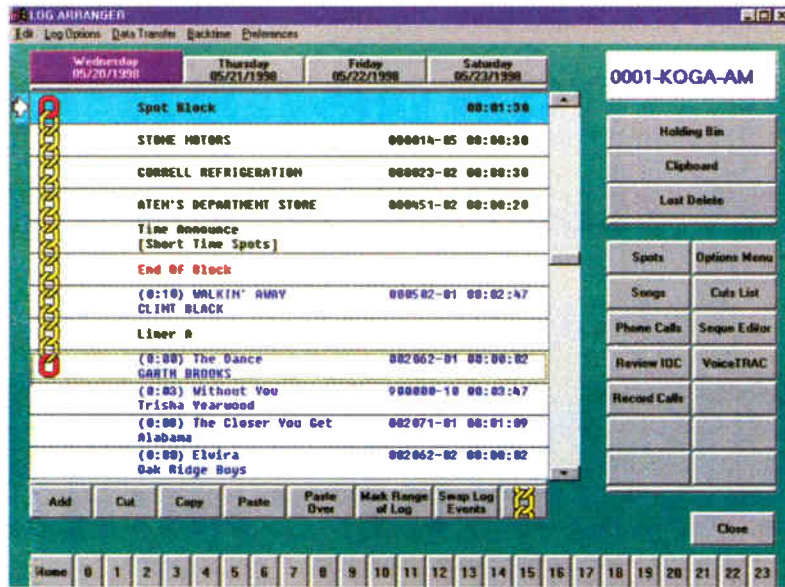 LOG ARRANGER
Edit Log Options Data Transfer Backtime Preferences
Wednesday 05/20/1998
Thursday 05/21/1998
Friday 05/22/1998
Saturday 05/23/1998
0001-KOGA-AM
Spot Block 00:01:30
STONE MOTORS 000014-05 00:00:30
CORRELL REFRIGERATION 000023-02 00:00:30
ATEN'S DEPARTMENT STORE 000451-02 00:00:20
Time Announce
[Short Time Spots]
End Of Block
(0:10) WALKIN' AWAY 000502-01 00:02:47
CLINT BLACK
Liner A
(0:00) The Dance 002062-01 00:00:02
GARTH BROOKS
(0:03) Without You 900000-10 00:03:47
Trisha Yearwood
(0:00) The Closer You Get 002071-01 00:01:09
Alabama
(0:00) Elvira 002062-02 00:00:02
Oak Ridge Boys
Holding Bin
Clipboard
Last Delete
Spots Options Menu
Songs Cuts List
Phone Calls Segue Editor
Review IDC VoiceTRAC
Record Calls
Add Cut Copy Paste Paste Over Mark Range of Log Swap Log Events
Close
Home 0 1 2 3 4 5 6 7 8 9 10 11 12 13 14 15 16 17 18 19 20 21 22 23